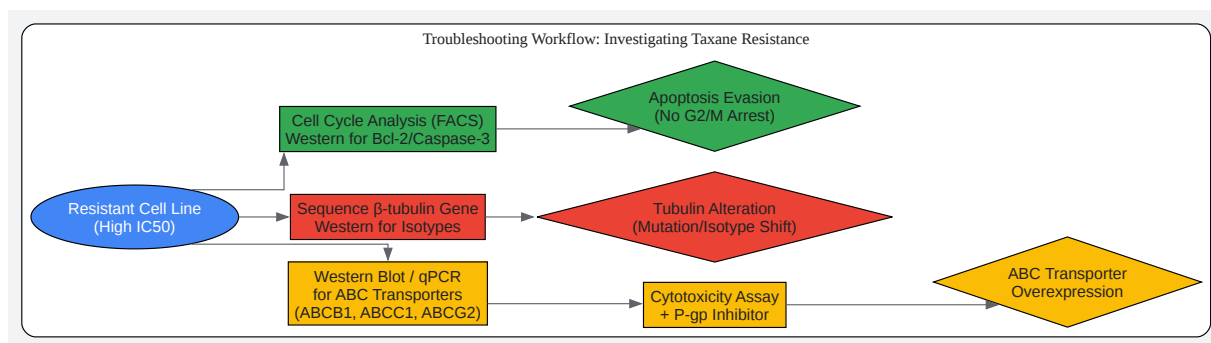 Troubleshooting Workflow: Investigating Taxane Resistance
Resistant Cell Line
(High IC50)
Cell Cycle Analysis (FACS)
Western for Bcl-2/Caspase-3
Apoptosis Evasion
(No G2/M Arrest)
Sequence β-tubulin Gene
Western for Isotypes
Tubulin Alteration
(Mutation/Isotype Shift)
Western Blot / qPCR
for ABC Transporters
(ABCB1, ABCC1, ABCG2)
Cytotoxicity Assay
+ P-gp Inhibitor
ABC Transporter
Overexpression